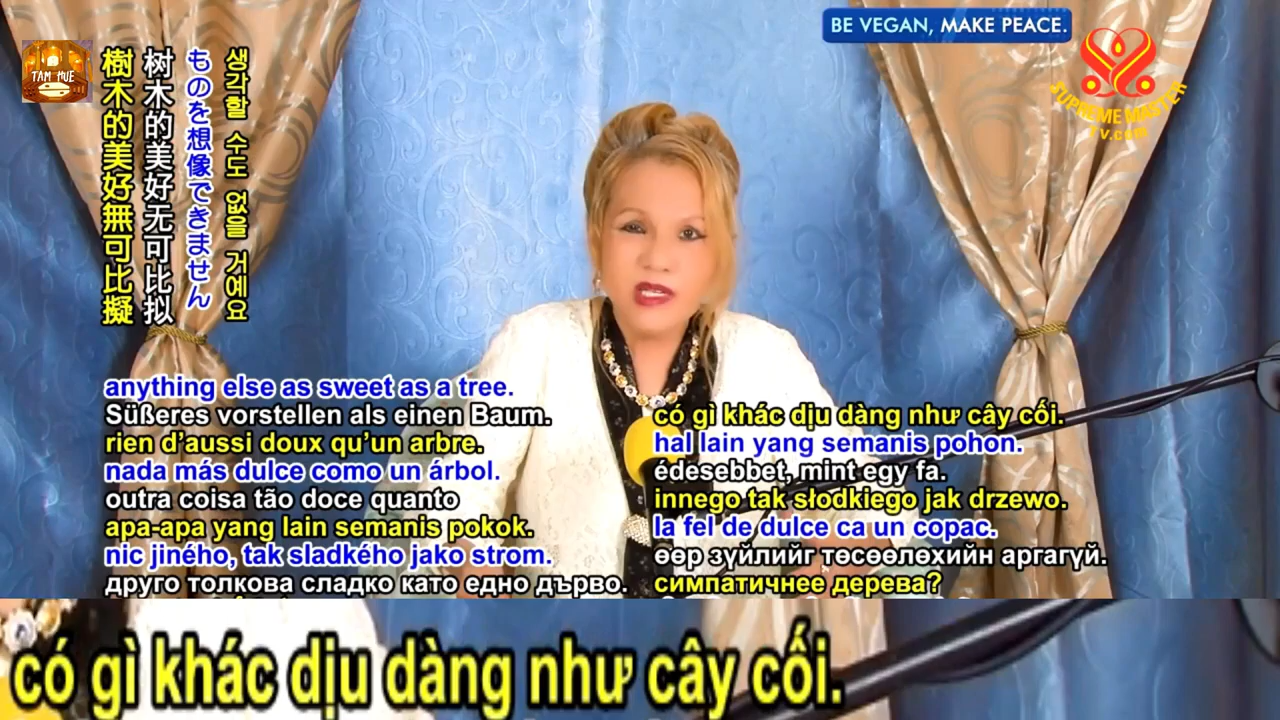 BE VEGAN, MAKE PEACE.
SUPREME MASTER
TV.com
TAM HUE
樹木的美好無可比擬
树木的美好无可比拟
ものを想像できません
생각할 수도 없을 거예요
anything else as sweet as a tree.
Süßeres vorstellen als einen Baum.
rien d’aussi doux qu’un arbre.
nada más dulce como un árbol.
outra coisa tão doce quanto
apa-apa yang lain semanis pokok.
nic jiného, tak sladkého jako strom.
друго толкова сладко като едно дърво.
có gì khác dịu dàng như cây cối.
hal lain yang semanis pohon.
édesebbet, mint egy fa.
innego tak słodkiego jak drzewo.
la fel de dulce ca un copac.
өөр зүйлийг төсөөлөхийн аргагүй.
симпатичнее дерева?
có gì khác dịu dàng như cây cối.